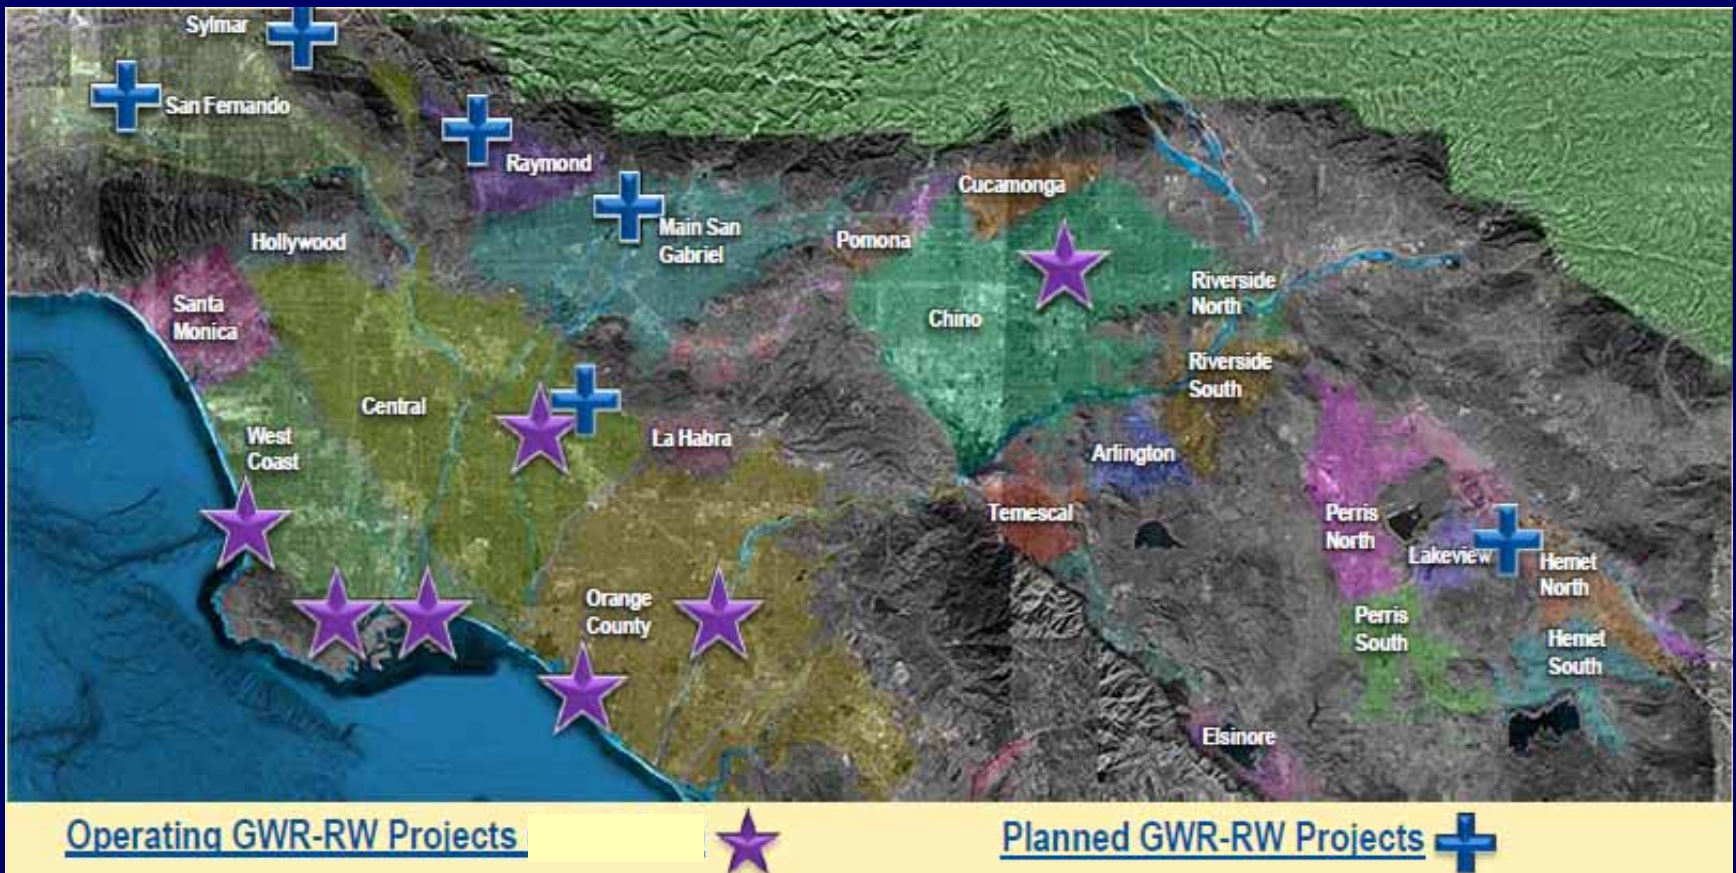 Sylmar
San Fernando
Raymond
Main San
Gabriel
Hollywood
Santa
Monica
Cucamonga
Pomona
Chino
Riverside
North
Riverside
South
Central
West
Coast
La Habra
Arlington
Temescal
Orange
County
Perris
North
Lakeview
Hemet
North
Perris
South
Hemet
South
Elsinore
Operating GWR-RW Projects
Planned GWR-RW Projects